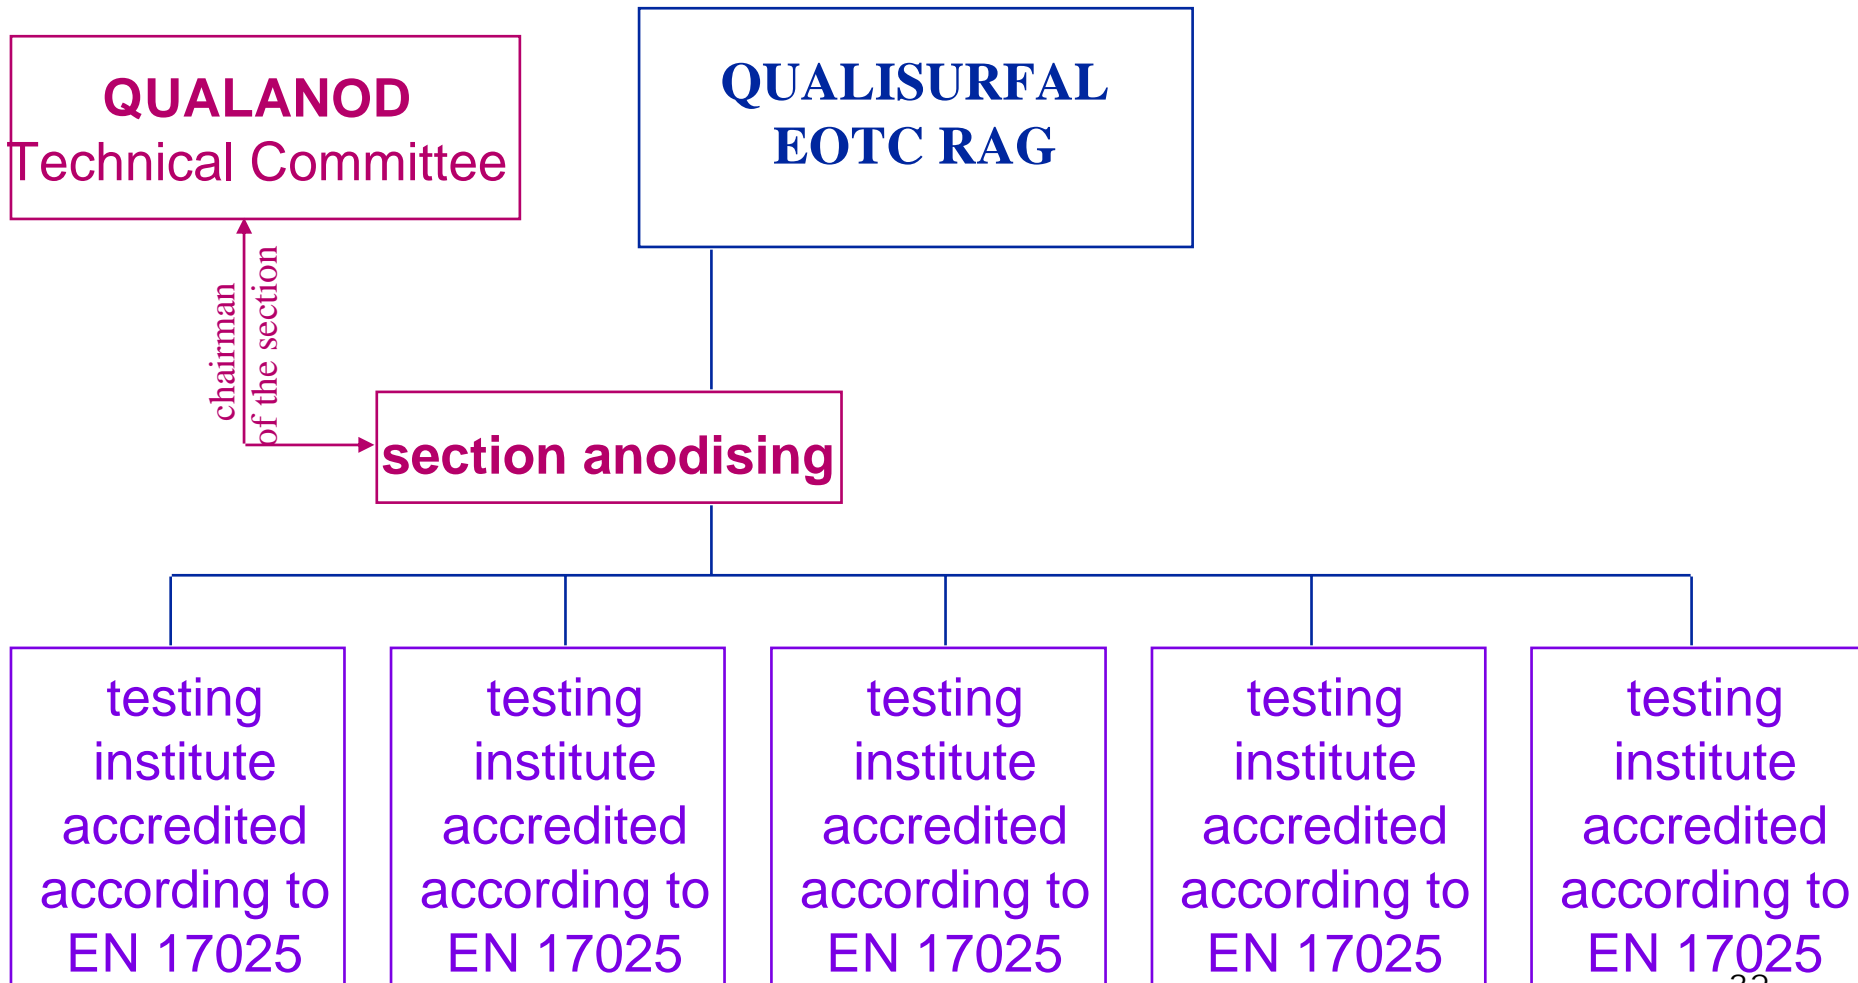 QUALANOD
Technical Committee
QUALISURFAL
EOTC RAG
chairman
of the section
section anodising
testing
institute
accredited
according to
EN 17025
testing
institute
accredited
according to
EN 17025
testing
institute
accredited
according to
EN 17025
testing
institute
accredited
according to
EN 17025
testing
institute
accredited
according to
EN 17025